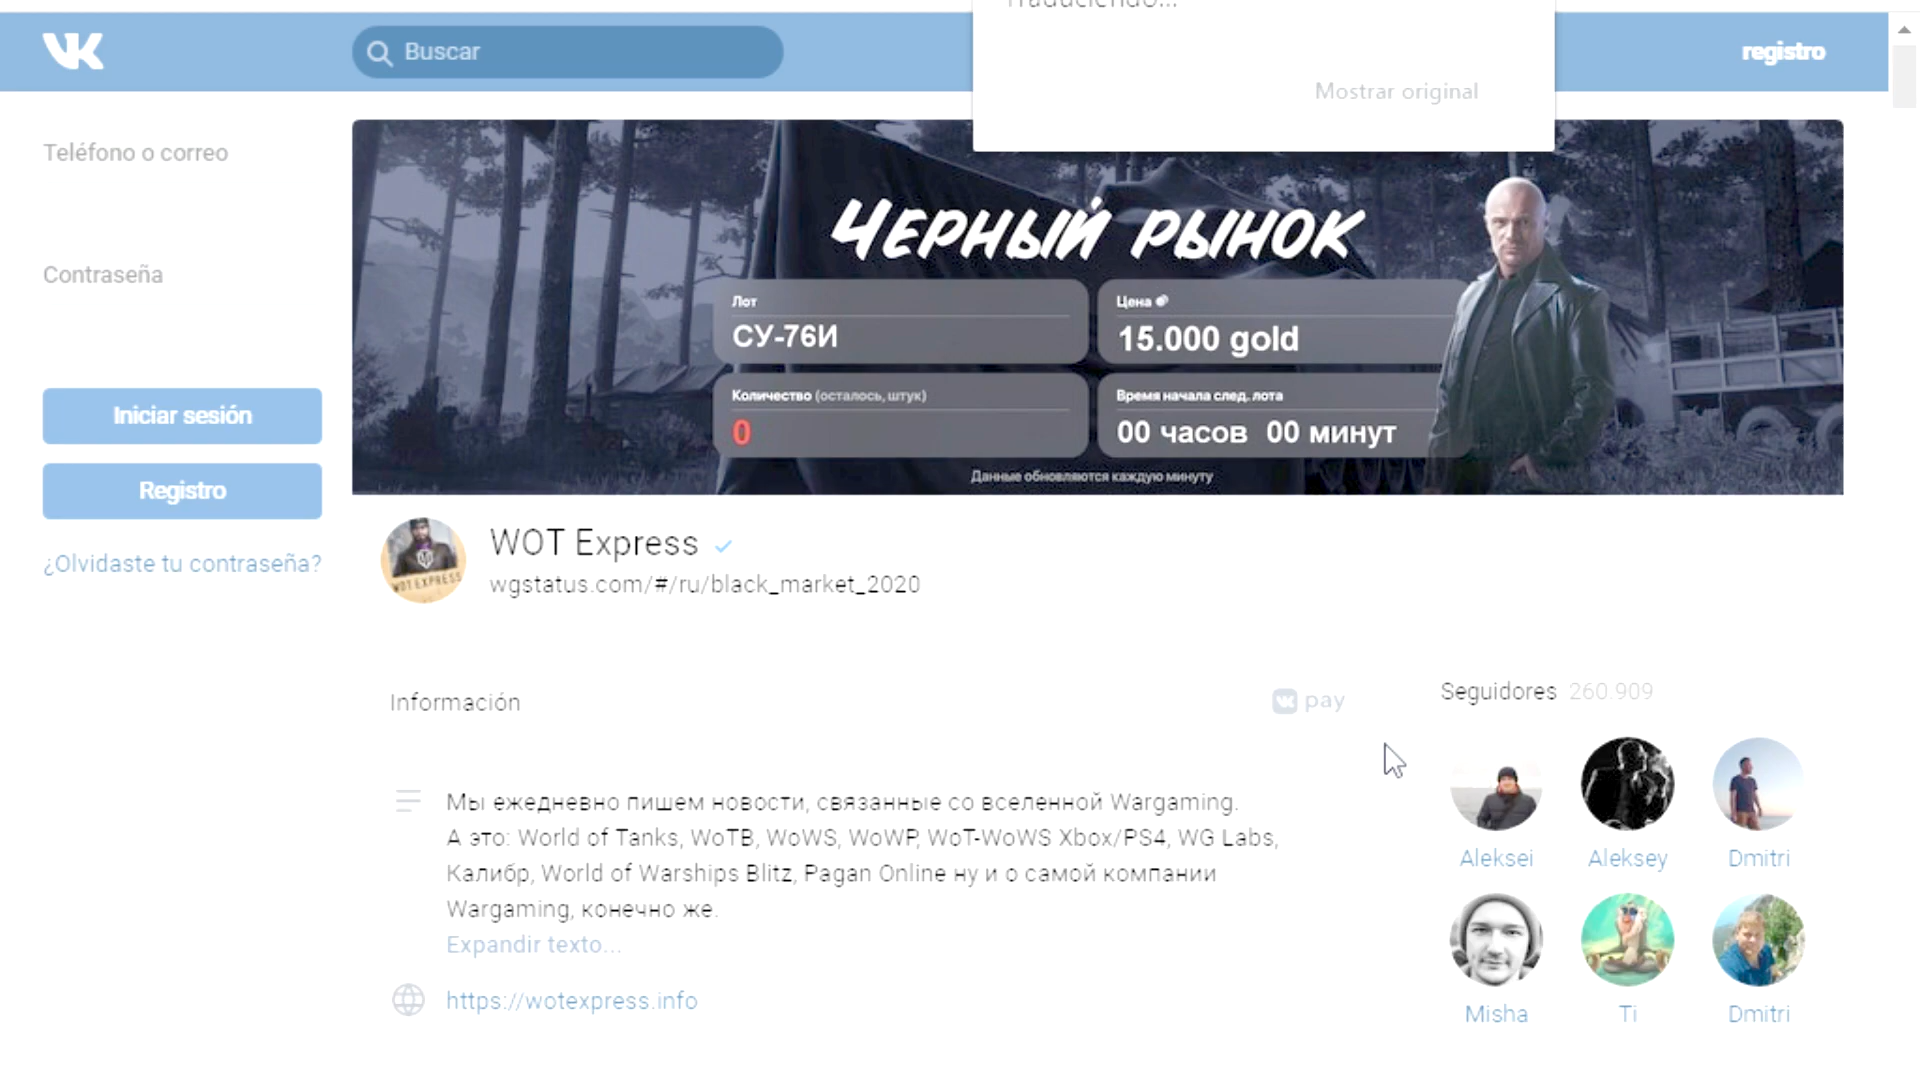 Traduciendo...
Mostrar original
VK
Buscar
registro
Teléfono o correo
Contraseña
Iniciar sesión
Registro
¿Olvidaste tu contraseña?
ЧЕРНЫЙ РЫНОК
Лот
СУ-76И
Цена
15.000 gold
Количество (осталось, штук)
0
Время начала след. лота
00 часов 00 минут
Данные обновляются каждую минуту
WOT EXPRESS
WOT Express
wgstatus.com/#/ru/black_market_2020
Información
pay
Мы ежедневно пишем новости, связанные со вселенной Wargaming.
А это: World of Tanks, WoTB, WoWS, WoWP, WoT-WoWS Xbox/PS4, WG Labs,
Калибр, World of Warships Blitz, Pagan Online ну и о самой компании
Wargaming, конечно же.
Expandir texto...
https://wotexpress.info
Seguidores 260.909
Aleksei
Aleksey
Dmitri
Misha
Ti
Dmitri